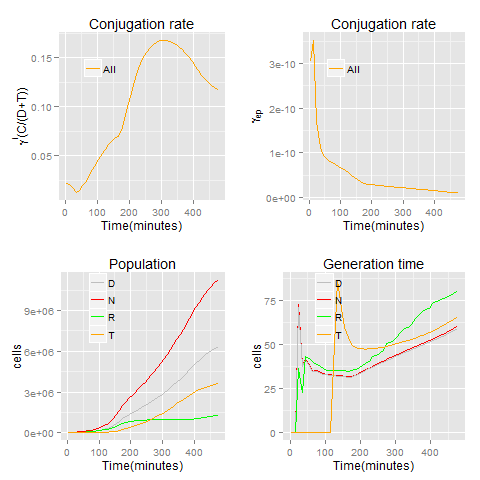 Conjugation rate
0.15
0.10
0.05
γ'(C/(D+T))
All
0 100 200 300 400
Time(minutes)
Conjugation rate
3e-10
2e-10
1e-10
0e+00
γep
All
0 100 200 300 400
Time(minutes)
Population
9e+06
6e+06
3e+06
0e+00
cells
D
N
R
T
0 100 200 300 400
Time(minutes)
Generation time
75
50
25
0
cells
D
N
R
T
0 100 200 300 400
Time(minutes)